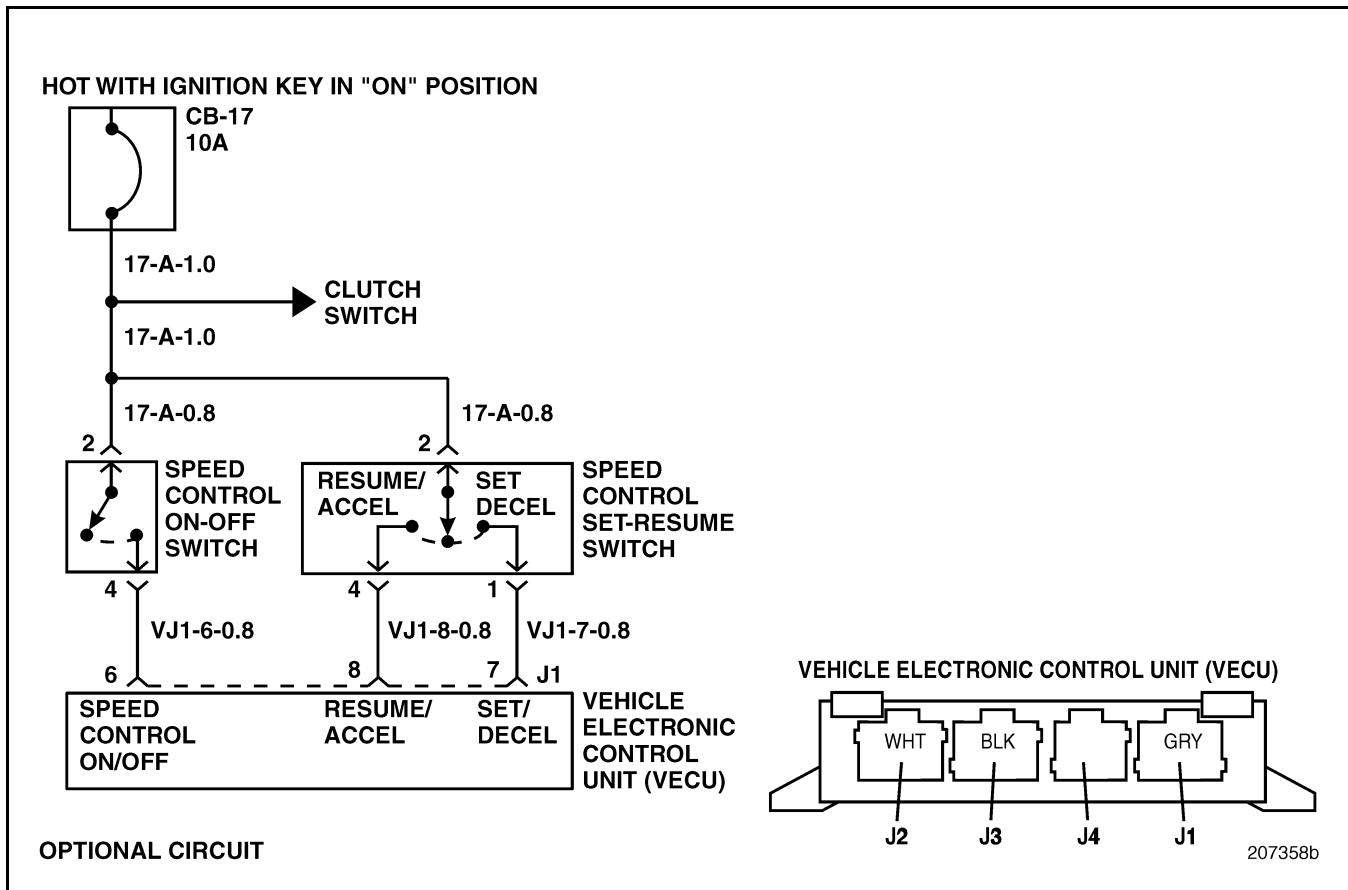 HOT WITH IGNITION KEY IN "ON" POSITION
CB-17
10A
17-A-1.0
CLUTCH
SWITCH
17-A-1.0
17-A-0.8
17-A-0.8
2
2
SPEED
CONTROL
ON-OFF
SWITCH
RESUME/
ACCEL
SET
DECEL
SPEED
CONTROL
SET-RESUME
SWITCH
4
4
1
VJ1-6-0.8
VJ1-8-0.8
VJ1-7-0.8
6
8
7
J1
SPEED
CONTROL
ON/OFF
RESUME/
ACCEL
SET/
DECEL
VEHICLE
ELECTRONIC
CONTROL
UNIT (VECU)
VEHICLE ELECTRONIC CONTROL UNIT (VECU)
WHT
BLK
GRY
J2
J3
J4
J1
OPTIONAL CIRCUIT
207358b